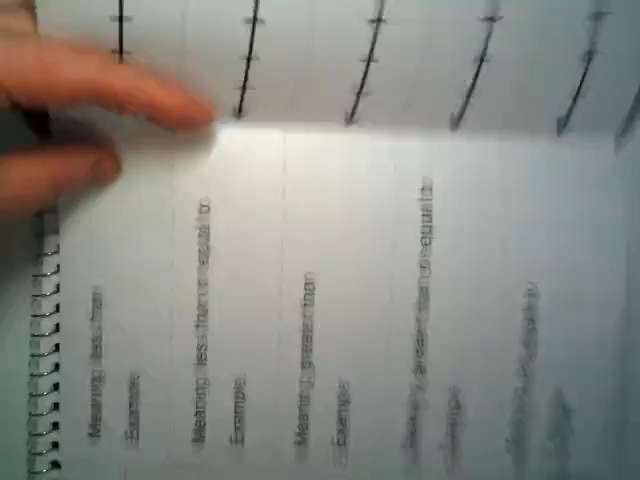 Meaning: less than
Example:
Meaning: less than or equal to
Example:
Meaning: greater than
Example:
Meaning: greater than or equal to
Example: